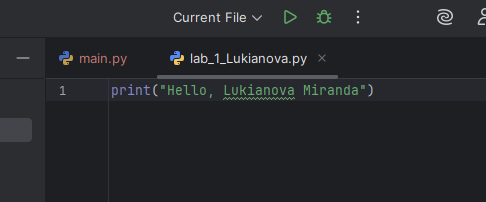 Current File
main.py
lab_1_Lukianova.py
1 print("Hello, Lukianova Miranda")